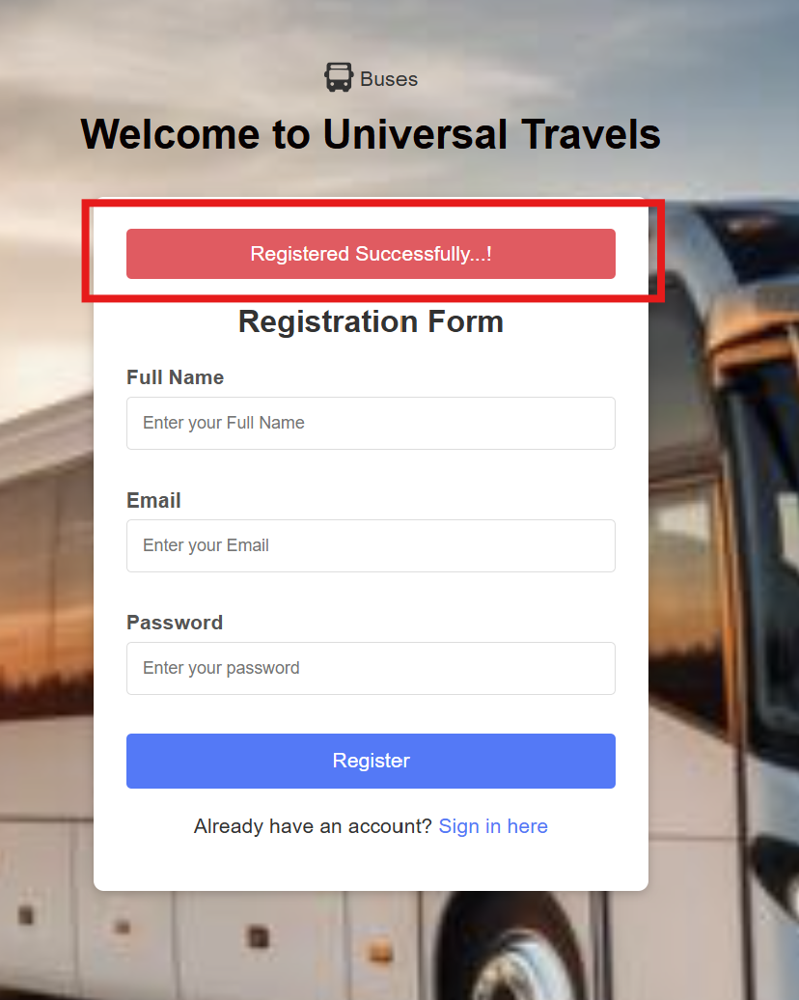 Buses
Welcome to Universal Travels
Registered Successfully...!
Registration Form
Full Name
Enter your Full Name
Email
Enter your Email
Password
Enter your password
Register
Already have an account? Sign in here